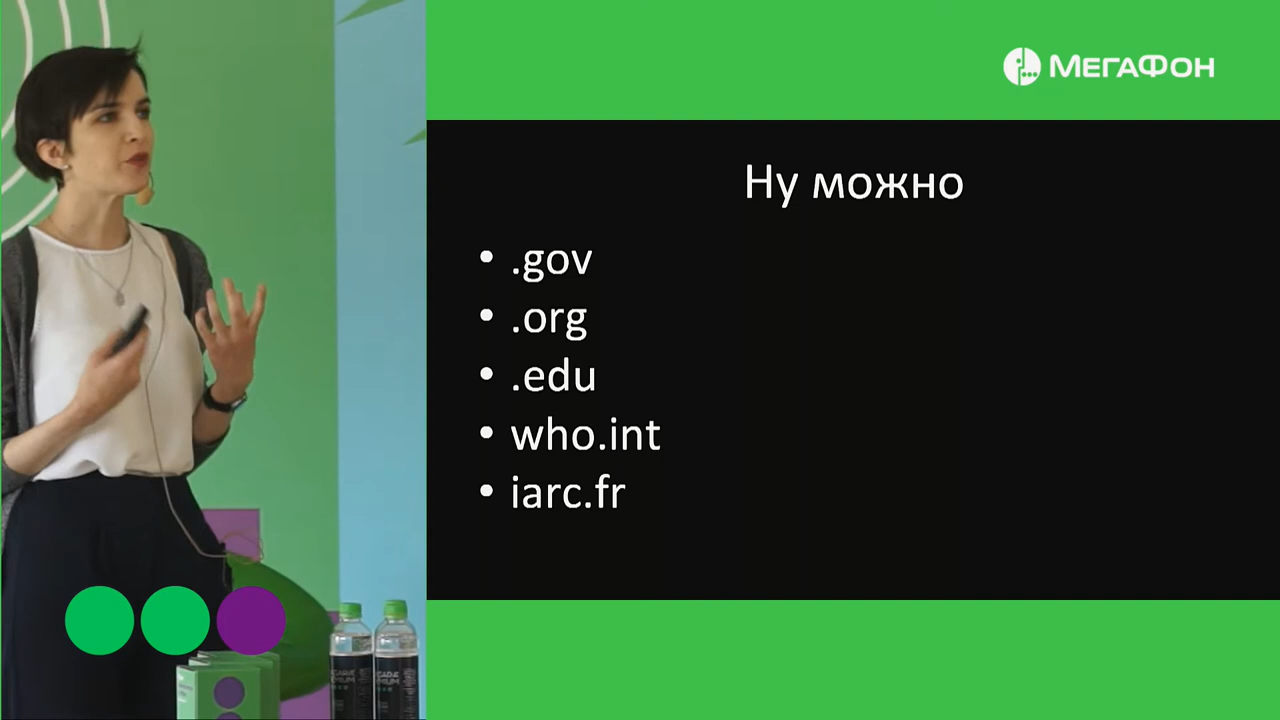 МЕГАФОН
Ну можно
• .gov
• .org
• .edu
• who.int
• iarc.fr